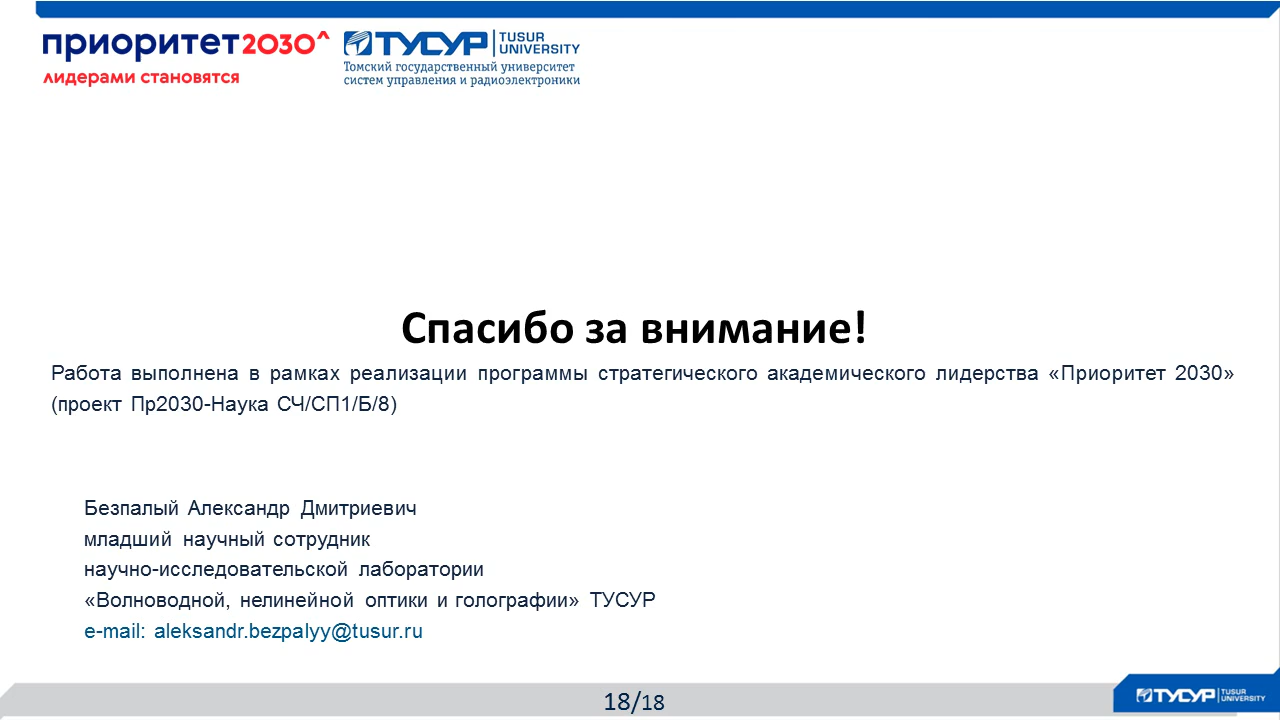 приоритет2030^
лидерами становятся
ТУСУР TUSUR UNIVERSITY
Томский государственный университет
систем управления и радиоэлектроники
Спасибо за внимание!
Работа выполнена в рамках реализации программы стратегического академического лидерства «Приоритет 2030»
(проект Пр2030-Наука СЧ/СП1/Б/8)
Безпалый Александр Дмитриевич
младший научный сотрудник
научно-исследовательской лаборатории
«Волноводной, нелинейной оптики и голографии» ТУСУР
e-mail: aleksandr.bezpalyy@tusur.ru
18/18
ТУСУР TUSUR UNIVERSITY